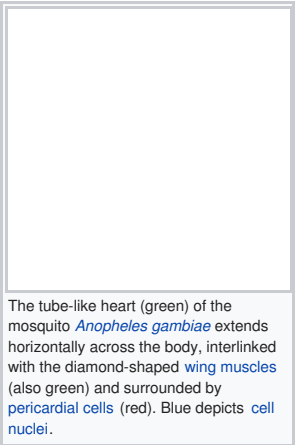 The tube-like heart (green) of the
mosquito Anopheles gambiae extends
horizontally across the body, interlinked
with the diamond-shaped wing muscles
(also green) and surrounded by
pericardial cells (red). Blue depicts cell
nuclei.